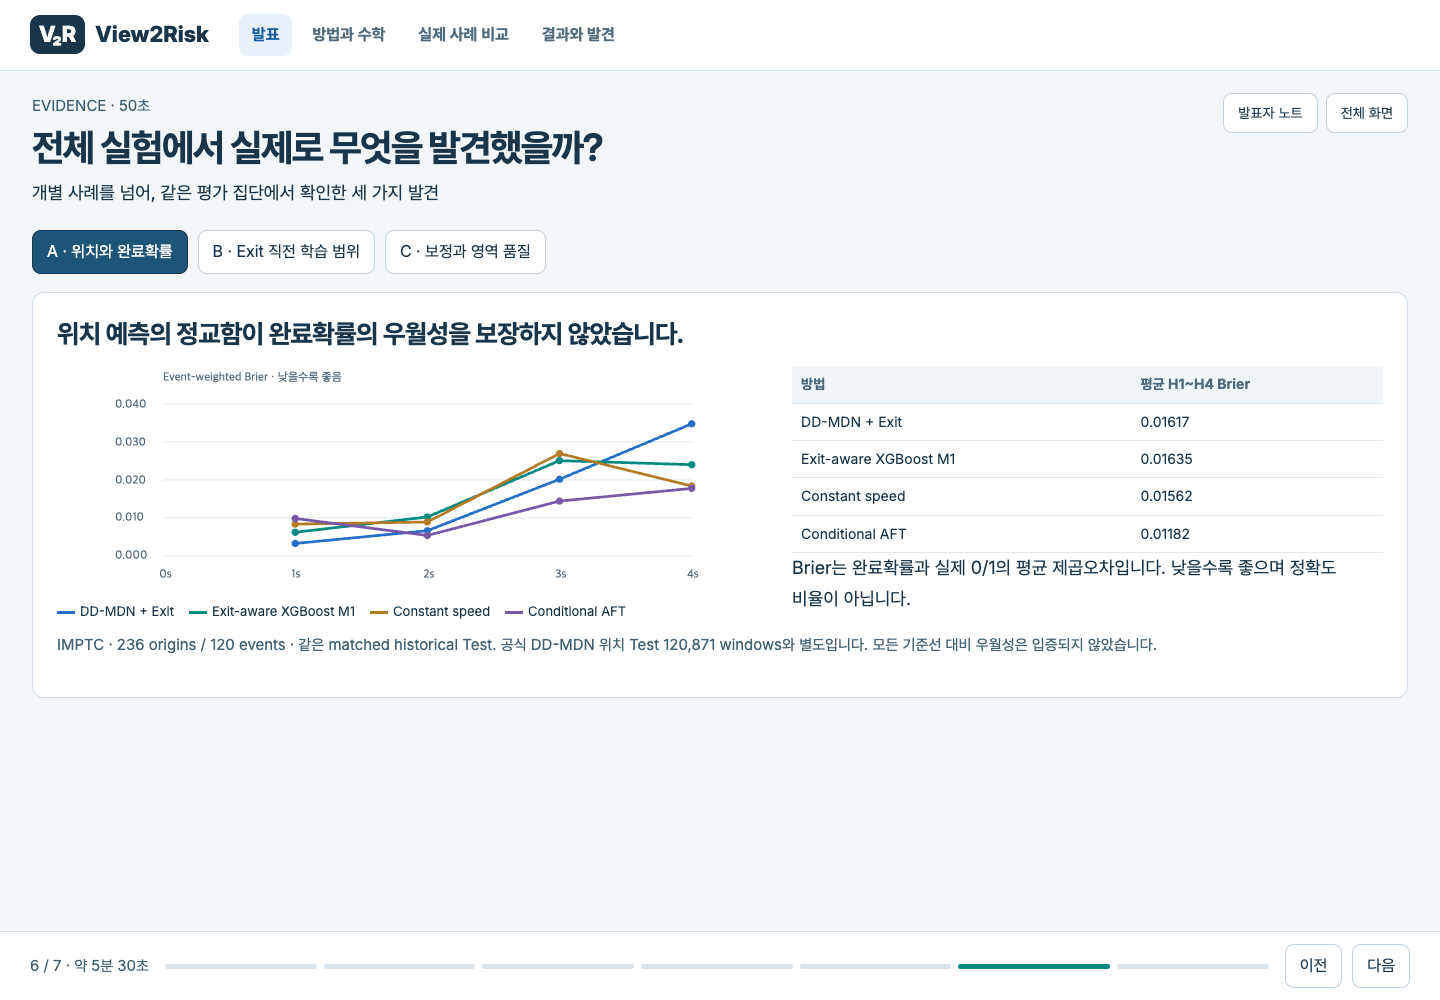 V2R View2Risk 발표 방법과 수학 실제 사례 비교 결과와 발견
EVIDENCE · 50초
발표자 노트 전체 화면
전체 실험에서 실제로 무엇을 발견했을까?
개별 사례를 넘어, 같은 평가 집단에서 확인한 세 가지 발견
A · 위치와 완료확률 B · Exit 직전 학습 범위 C · 보정과 영역 품질
위치 예측의 정교함이 완료확률의 우월성을 보장하지 않았습니다.
Event-weighted Brier · 낮을수록 좋음
0.040
0.030
0.020
0.010
0.000
0s 1s 2s 3s 4s
DD-MDN + Exit Exit-aware XGBoost M1 Constant speed Conditional AFT
방법 평균 H1~H4 Brier
DD-MDN + Exit 0.01617
Exit-aware XGBoost M1 0.01635
Constant speed 0.01562
Conditional AFT 0.01182
Brier는 완료확률과 실제 0/1의 평균 제곱오차입니다. 낮을수록 좋으며 정확도
비율이 아닙니다.
IMPTC · 236 origins / 120 events · 같은 matched historical Test. 공식 DD-MDN 위치 Test 120,871 windows와 별도입니다. 모든 기준선 대비 우월성은 입증되지 않았습니다.
6 / 7 · 약 5분 30초 이전 다음